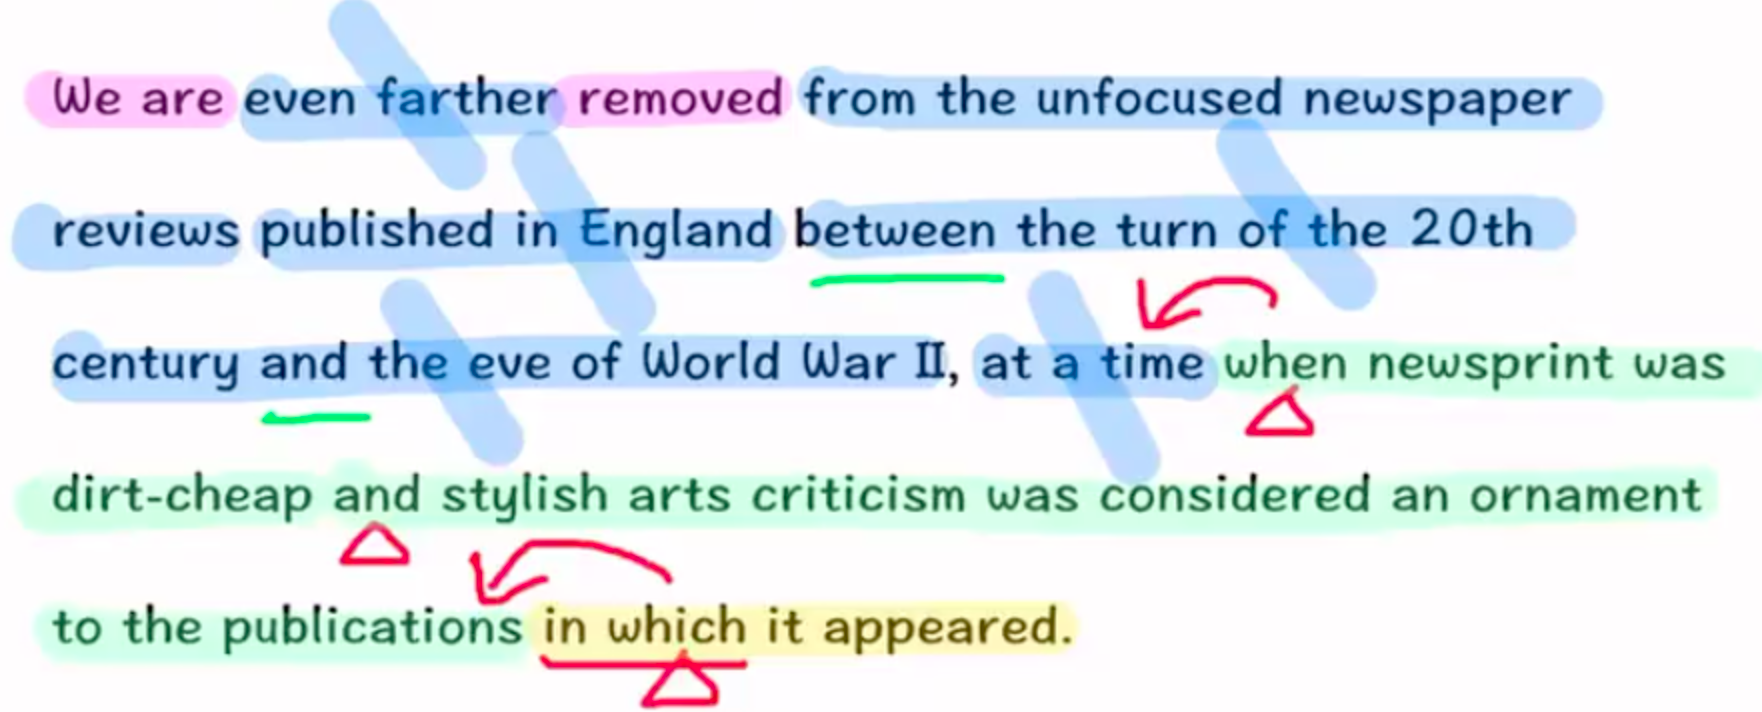 We are even farther removed from the unfocused newspaper
reviews published in England between the turn of the 20th
century and the eve of World War II, at a time when newsprint was
dirt-cheap and stylish arts criticism was considered an ornament
to the publications in which it appeared.